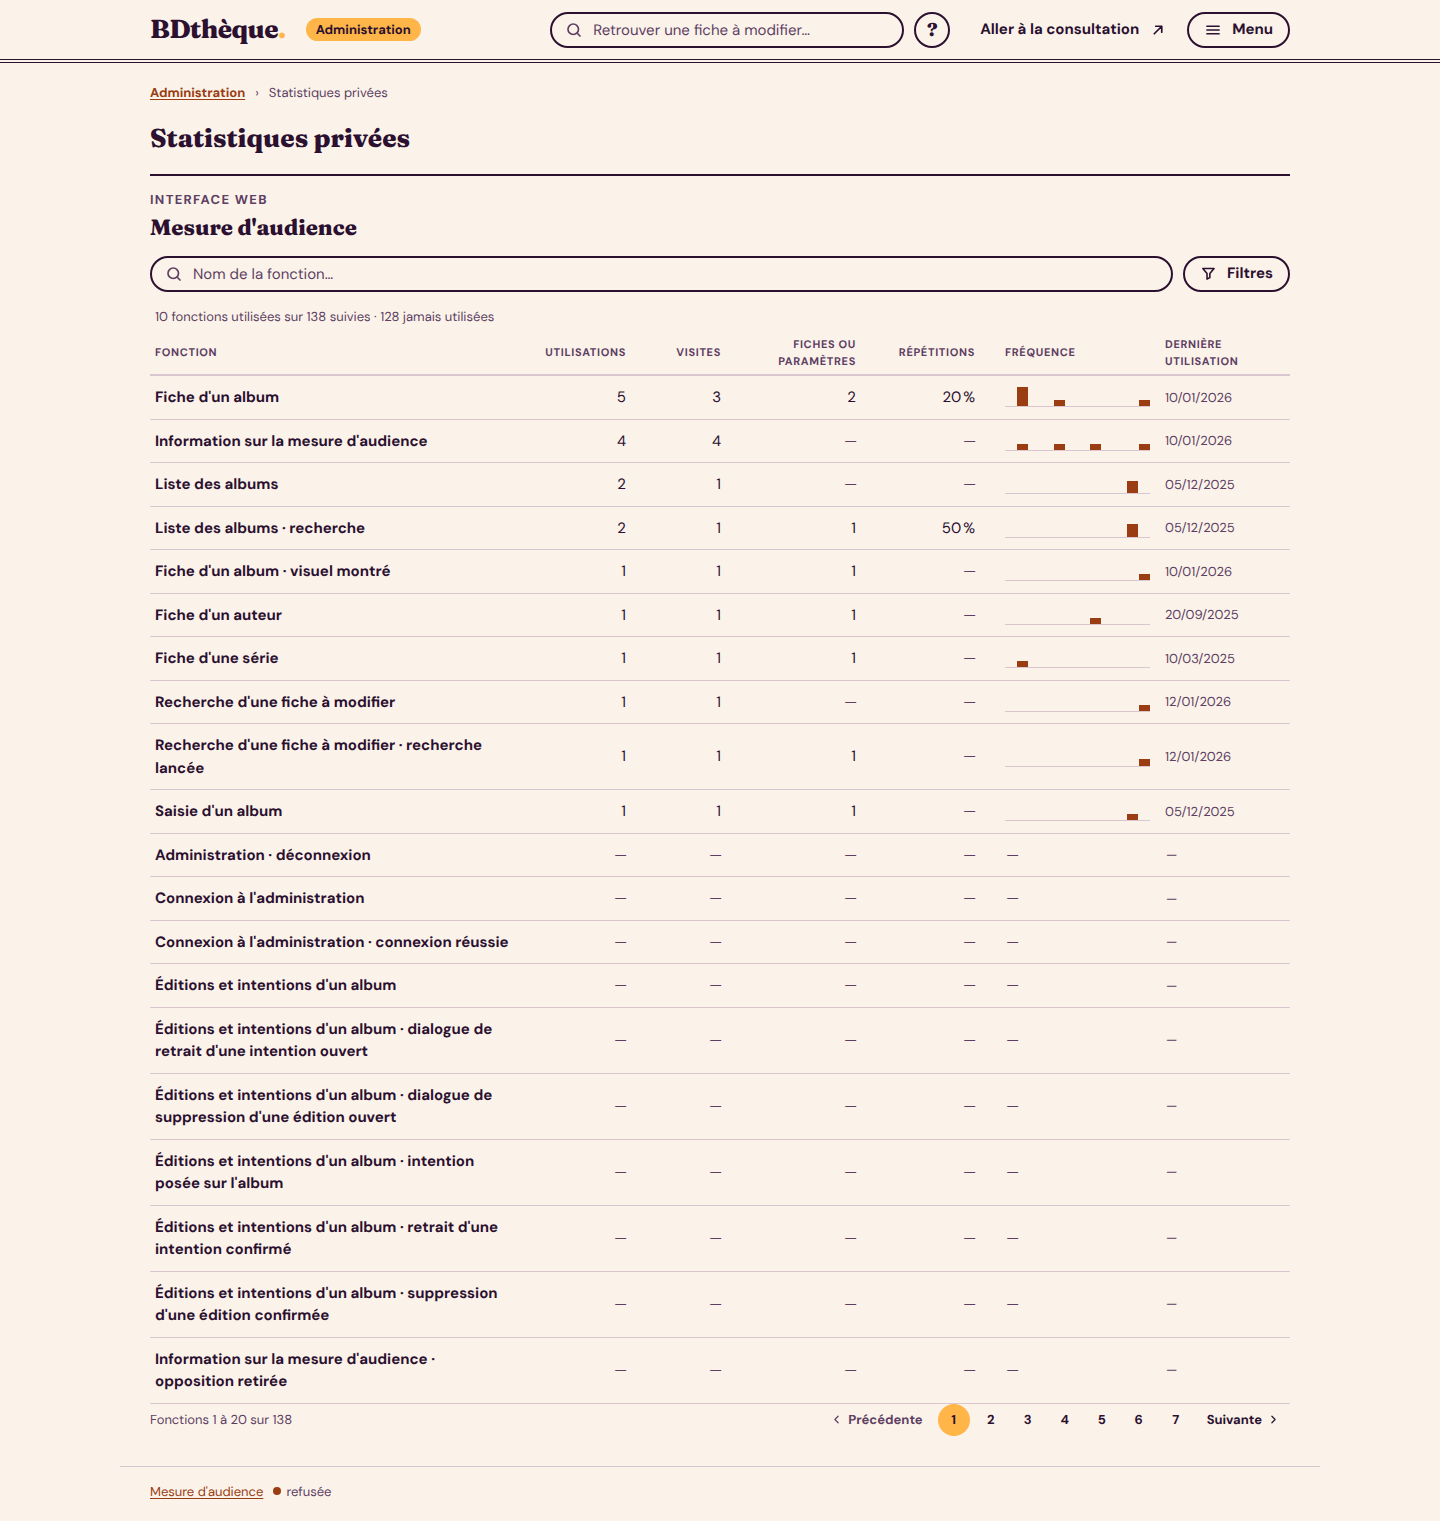 BDthèque.
Administration
Retrouver une fiche à modifier…
?
Aller à la consultation
Menu
Administration › Statistiques privées
Statistiques privées
INTERFACE WEB
Mesure d'audience
Nom de la fonction…
Filtres
10 fonctions utilisées sur 138 suivies · 128 jamais utilisées
FONCTION UTILISATIONS VISITES FICHES OU PARAMÈTRES RÉPÉTITIONS FRÉQUENCE DERNIÈRE UTILISATION
Fiche d'un album 5 3 2 20 % 10/01/2026
Information sur la mesure d'audience 4 4 — — 10/01/2026
Liste des albums 2 1 — — 05/12/2025
Liste des albums · recherche 2 1 1 50 % 05/12/2025
Fiche d'un album · visuel montré 1 1 1 — 10/01/2026
Fiche d'un auteur 1 1 1 — 20/09/2025
Fiche d'une série 1 1 1 — 10/03/2025
Recherche d'une fiche à modifier 1 1 — — 12/01/2026
Recherche d'une fiche à modifier · recherche
lancée 1 1 1 — 12/01/2026
Saisie d'un album 1 1 1 — 05/12/2025
Administration · déconnexion — — — — — —
Connexion à l'administration — — — — — —
Connexion à l'administration · connexion réussie — — — — — —
Éditions et intentions d'un album — — — — — —
Éditions et intentions d'un album · dialogue de
retrait d'une intention ouvert — — — — — —
Éditions et intentions d'un album · dialogue de
suppression d'une édition ouvert — — — — — —
Éditions et intentions d'un album · intention
posée sur l'album — — — — — —
Éditions et intentions d'un album · retrait d'une
intention confirmé — — — — — —
Éditions et intentions d'un album · suppression
d'une édition confirmée — — — — — —
Information sur la mesure d'audience ·
opposition retirée — — — — — —
Fonctions 1 à 20 sur 138
‹ Précédente 1 2 3 4 5 6 7 Suivante ›
Mesure d'audience ● refusée